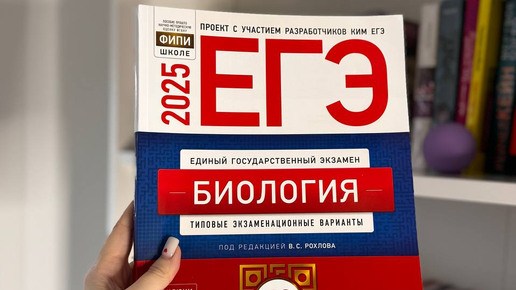 ПРОЕКТ С УЧАСТИЕМ РАЗРАБОТЧИКОВ КИМ ЕГЭ
ФИПИ
ШКОЛЕ
2025
ЕГЭ
ЕДИНЫЙ ГОСУДАРСТВЕННЫЙ ЭКЗАМЕН
БИОЛОГИЯ
ТИПОВЫЕ ЭКЗАМЕНАЦИОННЫЕ ВАРИАНТЫ
ПОД РЕДАКЦИЕЙ В. С. РОХЛОВА